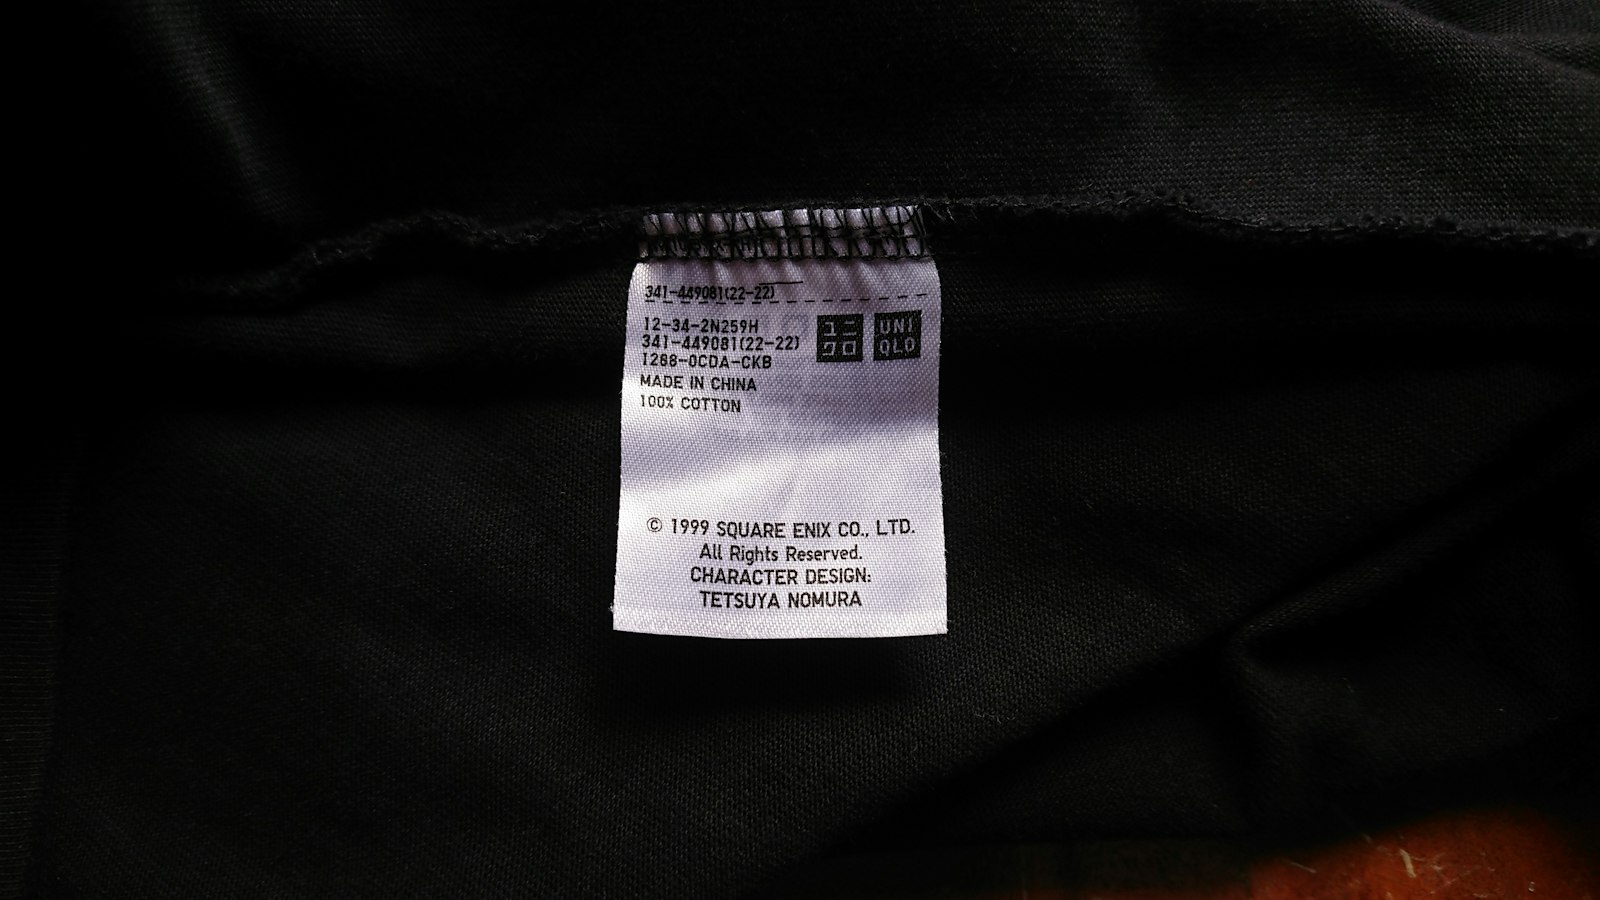 341-449081(22-22)
12-34-2N259H
341-449081(22-22)
1288-0CDA-CKB
MADE IN CHINA
100% COTTON
ユニ
クロ
UNI
QLO
© 1999 SQUARE ENIX CO., LTD.
All Rights Reserved.
CHARACTER DESIGN:
TETSUYA NOMURA